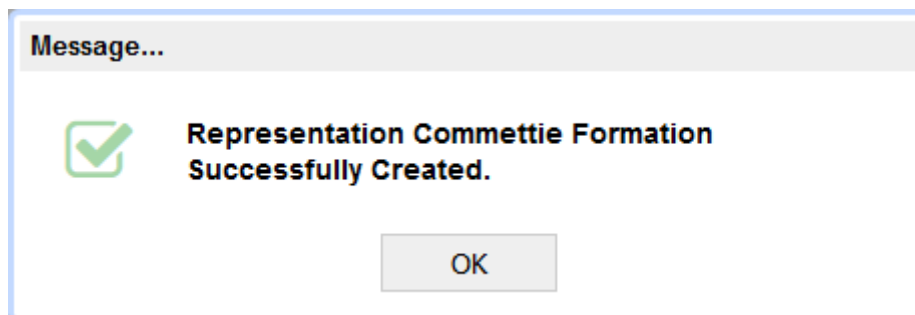 Message...
Representation Commettie Formation
Successfully Created.
OK